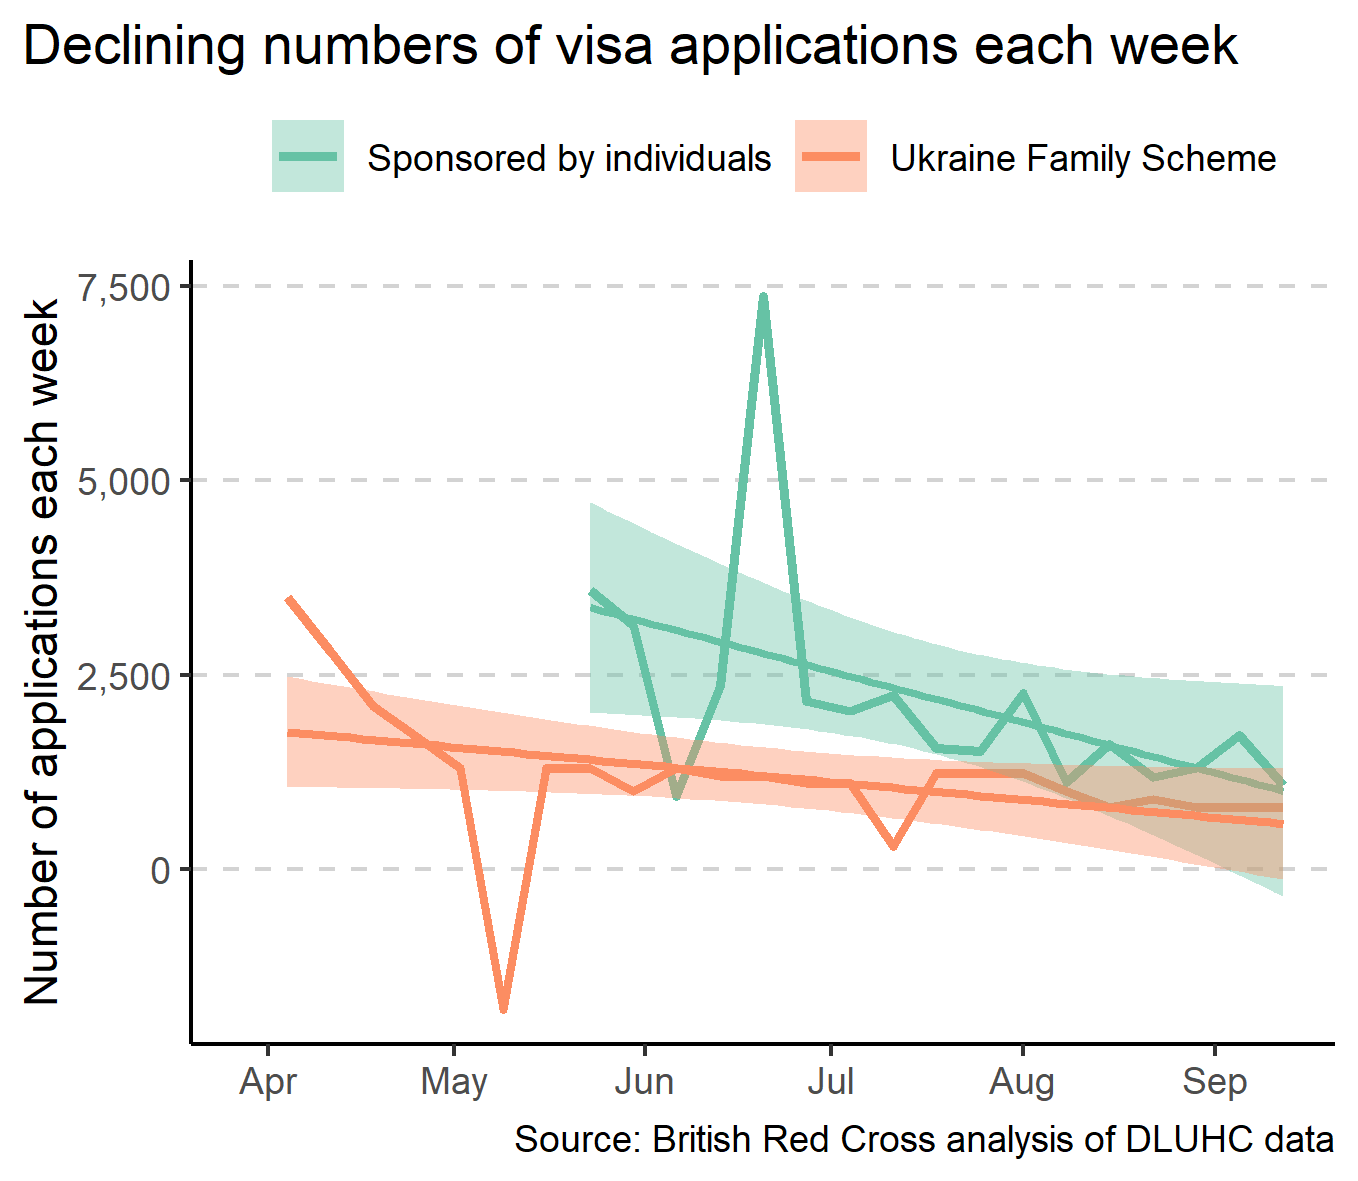 Declining numbers of visa applications each week
Sponsored by individuals
Ukraine Family Scheme
Number of applications each week
7,500
5,000
2,500
0
Apr
May
Jun
Jul
Aug
Sep
Source: British Red Cross analysis of DLUHC data